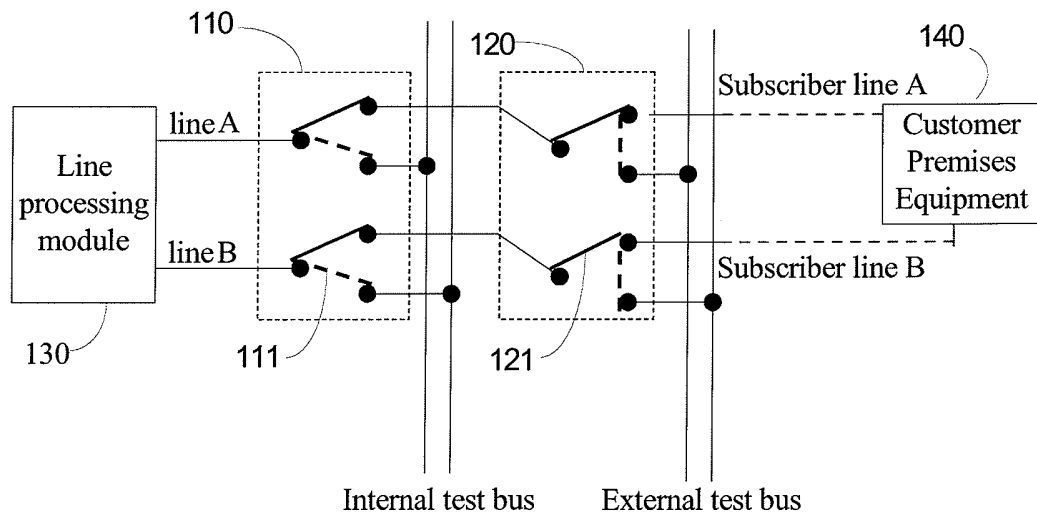 110
120
140
Line
processing
module
line A
line B
Subscriber line A
Customer
Premises
Equipment
Subscriber line B
130
111
121
Internal test bus
External test bus